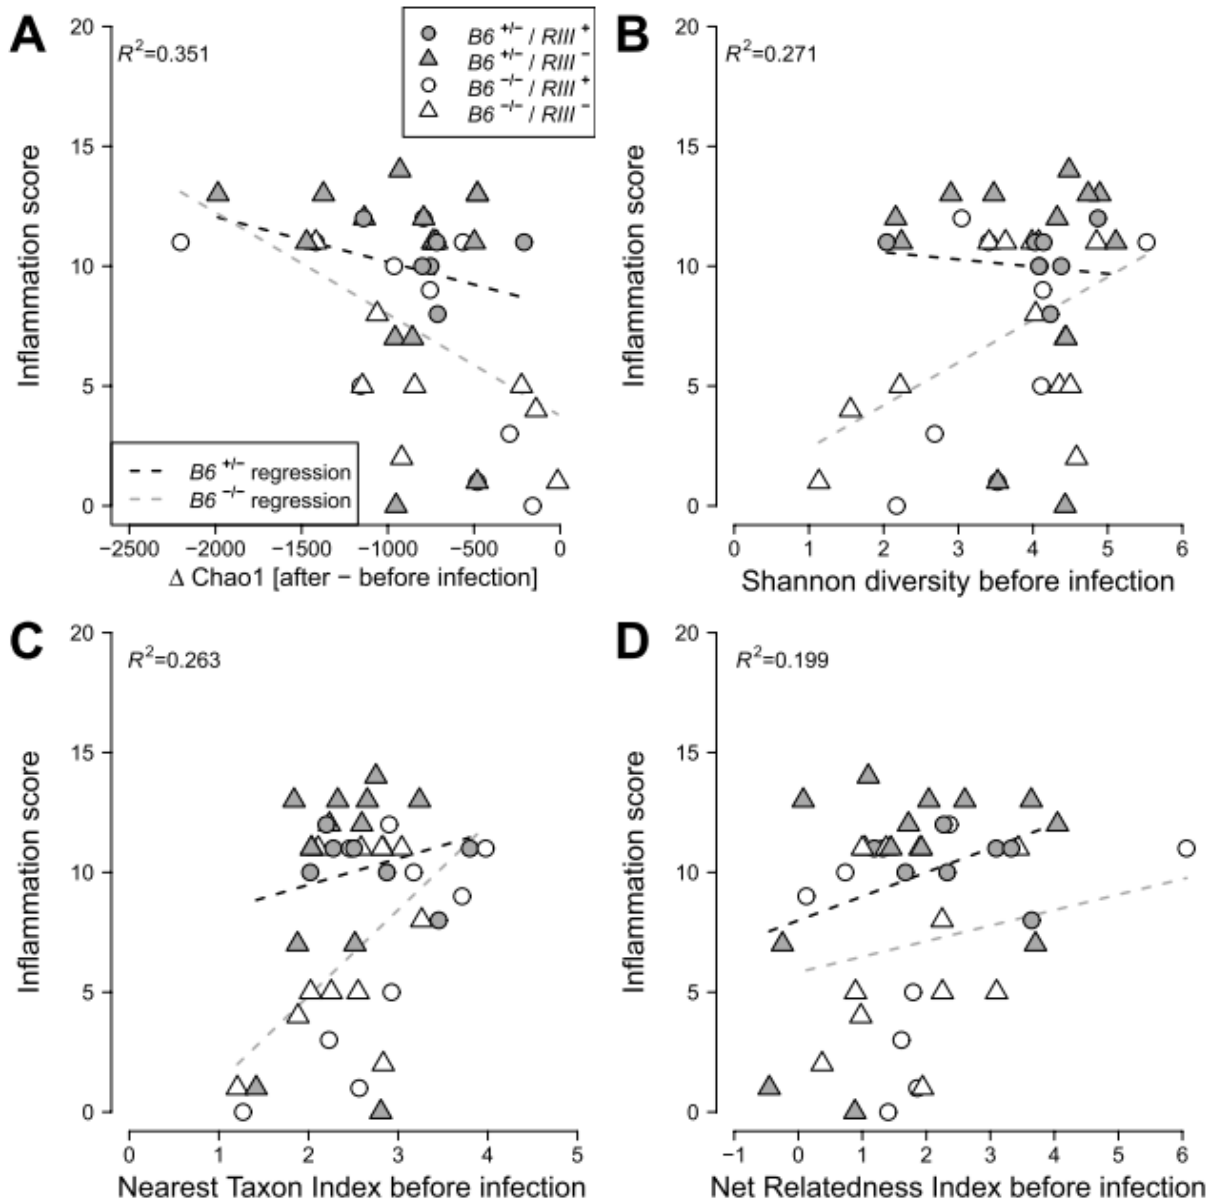 A
R²=0.351
B6 +/− / RIII +
B6 +/− / RIII −
B6 −/− / RIII +
B6 −/− / RIII −
20
15
10
5
0
Inflammation score
B6 +/− regression
B6 −/− regression
−2500 −2000 −1500 −1000 −500 0
Δ Chao1 [after − before infection]
B
R²=0.271
20
15
10
5
0
Inflammation score
0 1 2 3 4 5 6
Shannon diversity before infection
C
R²=0.263
20
15
10
5
0
Inflammation score
0 1 2 3 4 5
Nearest Taxon Index before infection
D
R²=0.199
20
15
10
5
0
Inflammation score
−1 0 1 2 3 4 5 6
Net Relatedness Index before infection